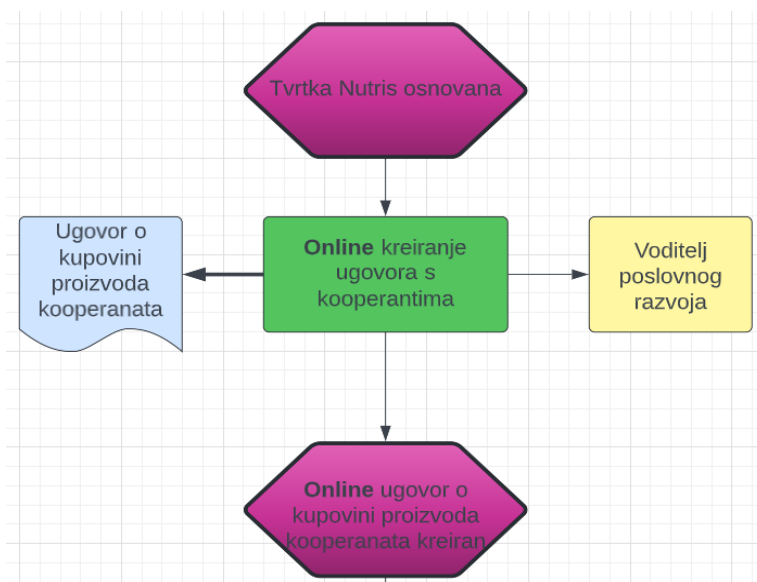 Tvrtka Nutris osnovana
Ugovor o
kupovini
proizvoda
kooperanata
Online kreiranje
ugovora s
kooperantima
Voditelj
poslovnog
razvoja
Online ugovor o
kupovini proizvoda
kooperanata kreiran